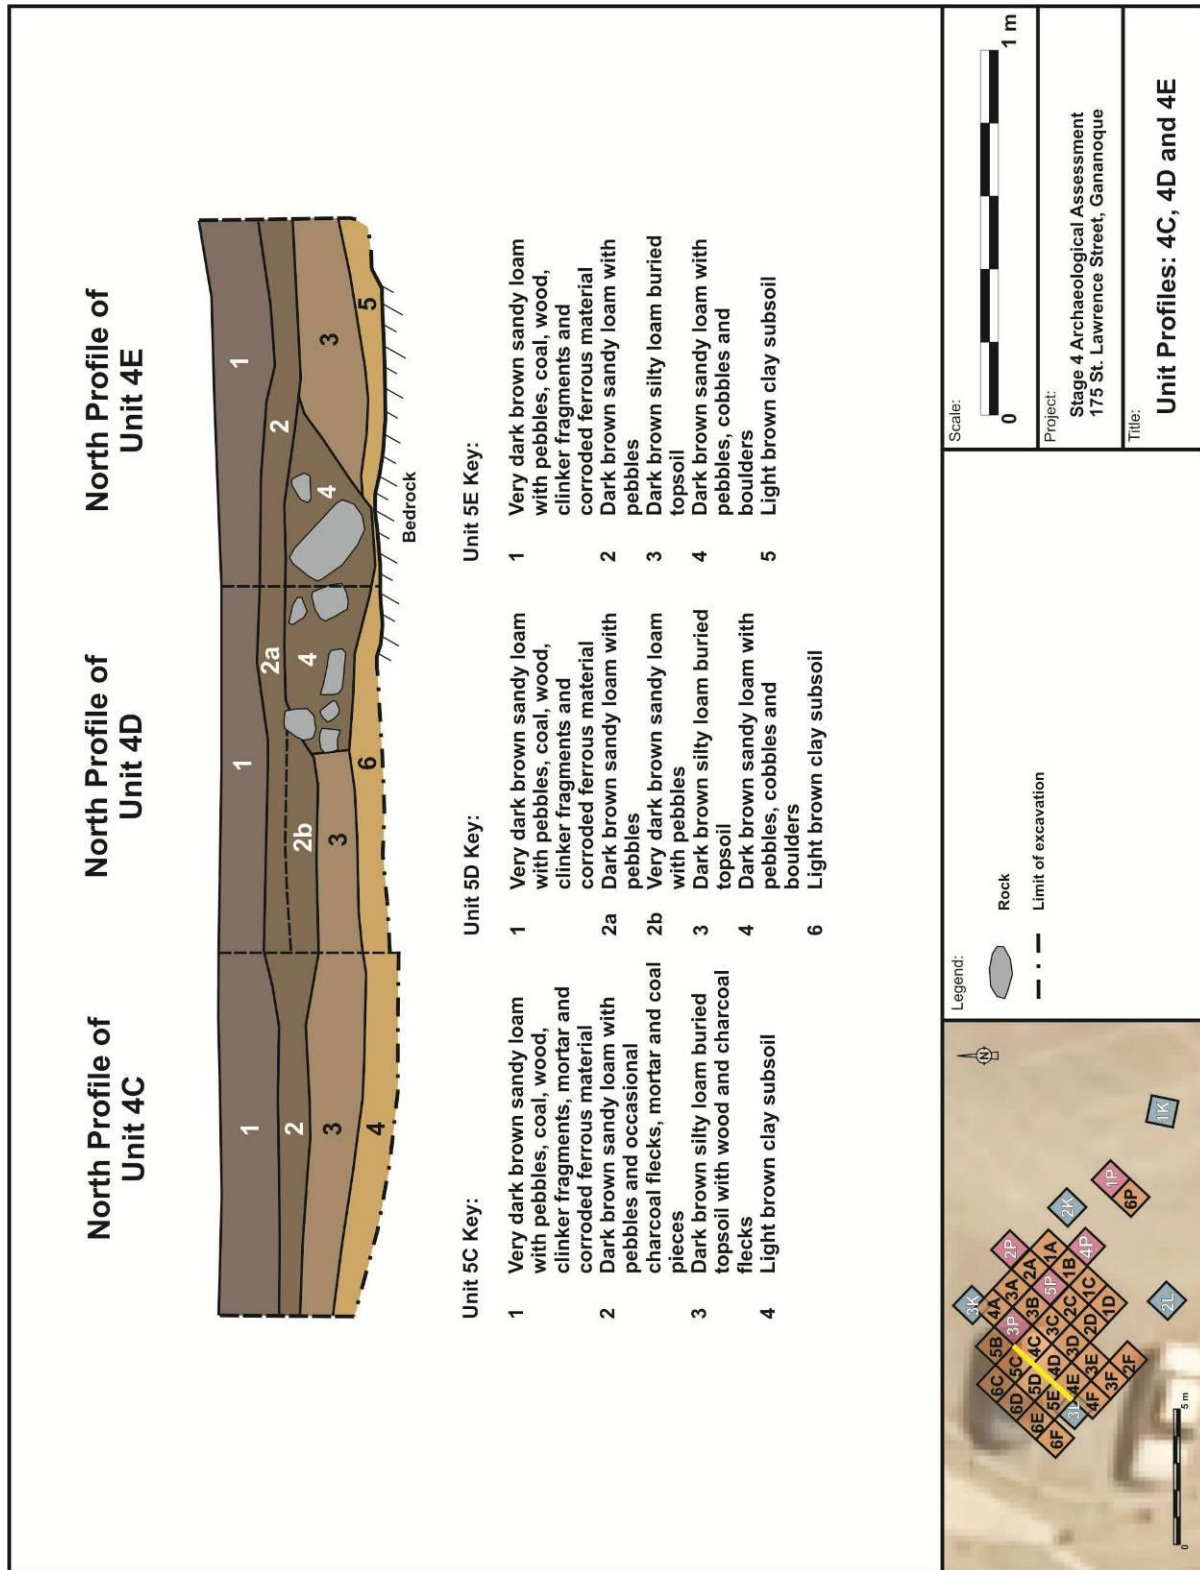 North Profile of
Unit 4C
North Profile of
Unit 4D
North Profile of
Unit 4E
1
2
3
4
1
2a
2b
3
4
6
1
2
3
4
5
Bedrock
Unit 5C Key:
1 Very dark brown sandy loam
with pebbles, coal, wood,
clinker fragments, mortar and
corroded ferrous material
2 Dark brown sandy loam with
pebbles and occasional
charcoal flecks, mortar and coal
pieces
3 Dark brown silty loam buried
topsoil with wood and charcoal
flecks
4 Light brown clay subsoil
Unit 5D Key:
1 Very dark brown sandy loam
with pebbles, coal, wood,
clinker fragments and
corroded ferrous material
2a Dark brown sandy loam with
pebbles
2b Very dark brown sandy loam
with pebbles
3 Dark brown silty loam buried
topsoil
4 Dark brown sandy loam with
pebbles, cobbles and
boulders
6 Light brown clay subsoil
Unit 5E Key:
1 Very dark brown sandy loam
with pebbles, coal, wood,
clinker fragments and
corroded ferrous material
2 Dark brown sandy loam with
pebbles
3 Dark brown silty loam buried
topsoil
4 Dark brown sandy loam with
pebbles, cobbles and
boulders
5 Light brown clay subsoil
N
3K
4A
2P
3A
2A
1A
2K
5B
3P
3B
5P
1B
4P
1P
6P
1K
6C
5C
4C
3C
2C
1C
6D
5D
4D
3D
2D
1D
2L
6E
5E
4E
3E
6F
4F
3F
2F
0 5 m
Legend:
Rock
Limit of excavation
Scale:
0 1 m
Project:
Stage 4 Archaeological Assessment
175 St. Lawrence Street, Gananoque
Title:
Unit Profiles: 4C, 4D and 4E